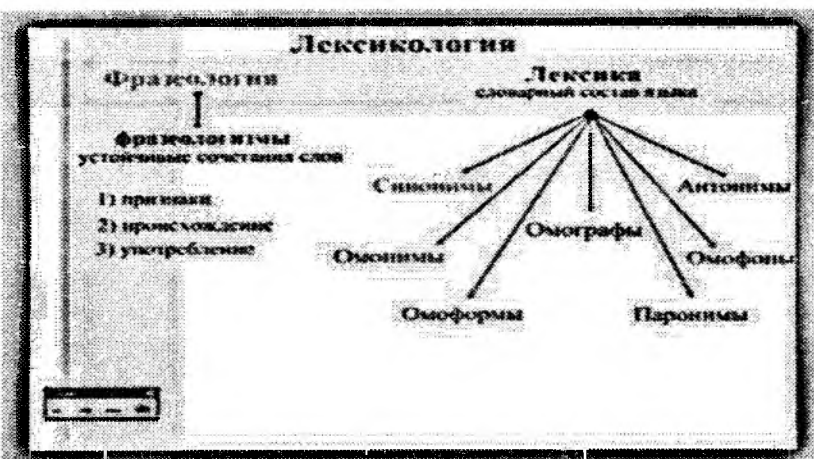 Лексикология
Фразеология
фразеологизмы
устойчивые сочетания слов
1) признаки
2) происхождение
3) употребление
Лексика
словарный состав языка
Синонимы
Антонимы
Омографы
Омонимы
Омофоны
Омоформы
Паронимы